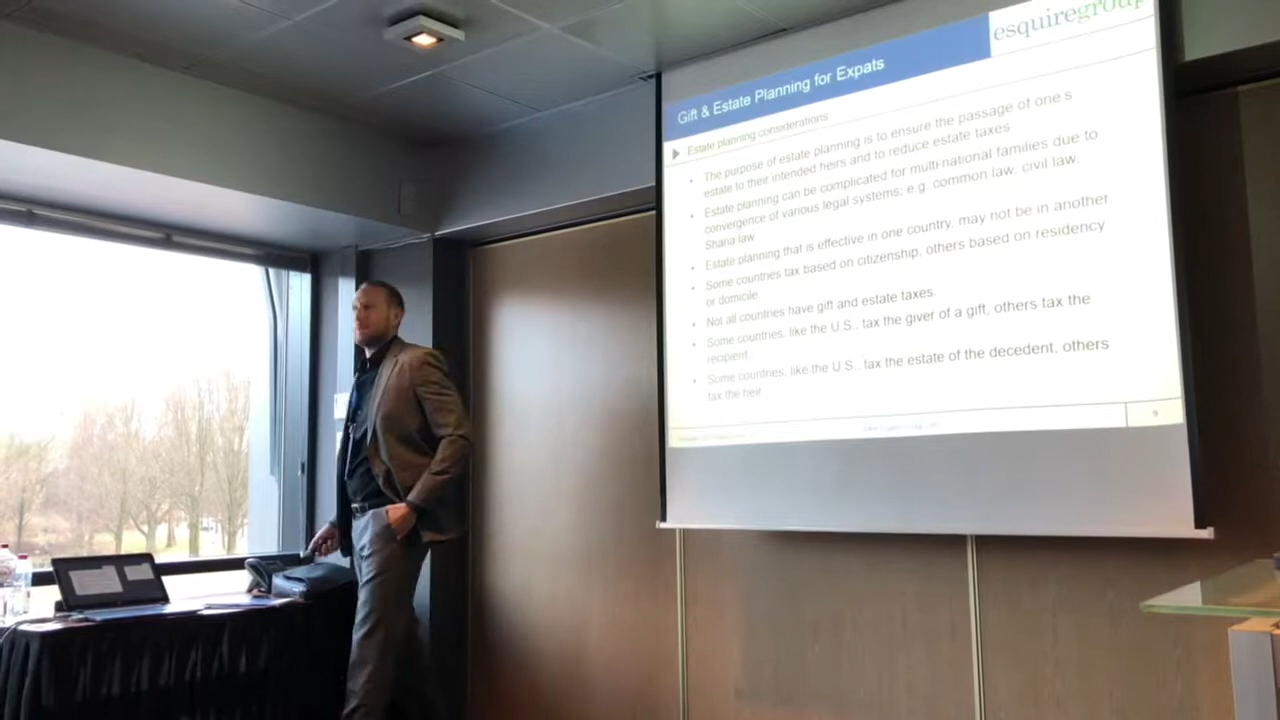 esquiregroup
Gift & Estate Planning for Expats
Estate planning considerations
• The purpose of estate planning is to ensure the passage of one's
estate to their intended heirs and to reduce estate taxes
• Estate planning can be complicated for multi-national families due to
convergence of various legal systems; e.g. common law, civil law,
Sharia law
• Estate planning that is effective in one country, may not be in another
• Some countries tax based on citizenship, others based on residency
or domicile.
• Not all countries have gift and estate taxes.
• Some countries, like the U.S., tax the giver of a gift, others tax the
recipient.
• Some countries, like the U.S., tax the estate of the decedent, others
tax the heir
9